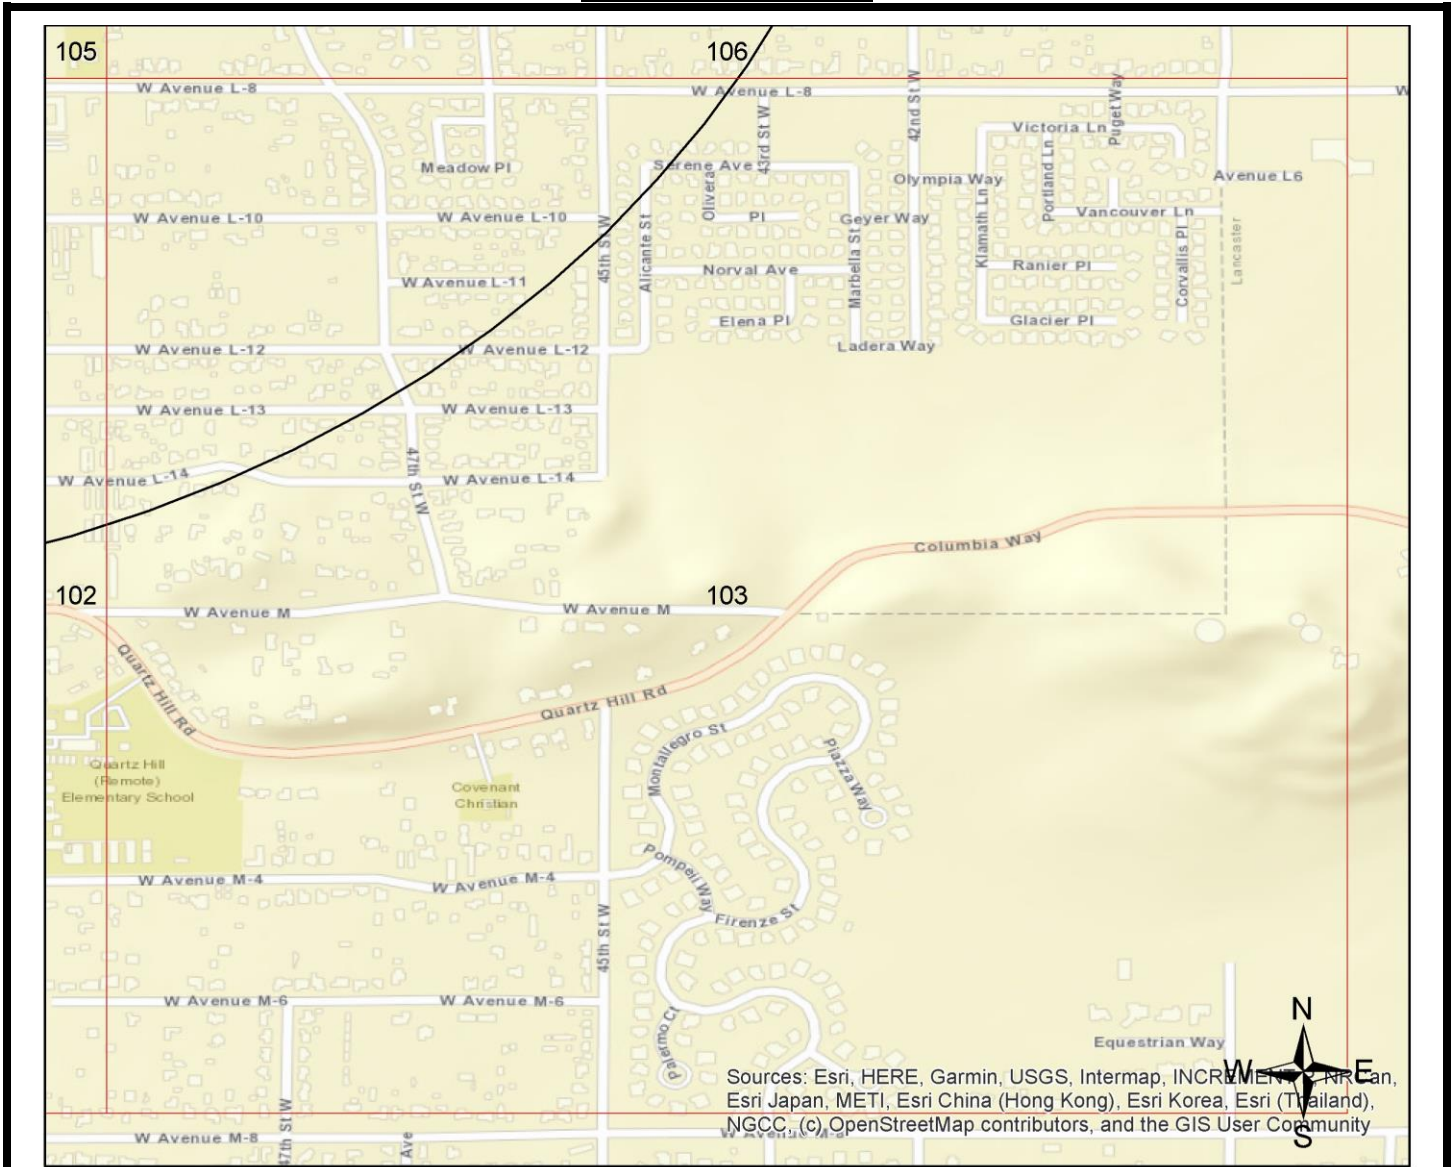 105
106
W Avenue L-8
W Avenue L-8
W
43rd St W
42nd St W
Puget Way
Victoria Ln
Portland Ln
Meadow Pl
Serene Ave
Olivera
Pl
Olympia Way
Avenue L6
W Avenue L-10
W Avenue L-10
45th St W
Alicante St
Geyer Way
Marbella St
Klamath Ln
Vancouver Ln
Corvallis Pl
Lancaster
Norval Ave
Ranier Pl
W Avenue L-11
Elena Pl
Glacier Pl
W Avenue L-12
W Avenue L-12
Ladera Way
W Avenue L-13
W Avenue L-13
47th St W
W Avenue L-14
W Avenue L-14
Columbia Way
102
103
W Avenue M
W Avenue M
Quartz Hill Rd
Quartz Hill Rd
Montallegro St
Piazza Way
Quartz Hill
(Remote)
Elementary School
Covenant
Christian
Pompeii Way
W Avenue M-4
W Avenue M-4
Firenze St
45th St W
W Avenue M-6
W Avenue M-6
Palermo Ct
Equestrian Way
N
W
E
S
Sources: Esri, HERE, Garmin, USGS, Intermap, INCREMENT P, NRCan,
Esri Japan, METI, Esri China (Hong Kong), Esri Korea, Esri (Thailand),
NGCC, (c) OpenStreetMap contributors, and the GIS User Community
W Avenue M-8
47th St W
Ave
W Avenue M-8